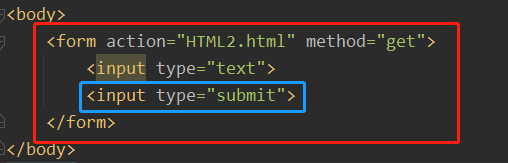 <body>
<form action="HTML2.html" method="get">
<input type="text">
<input type="submit">
</form>
</body>